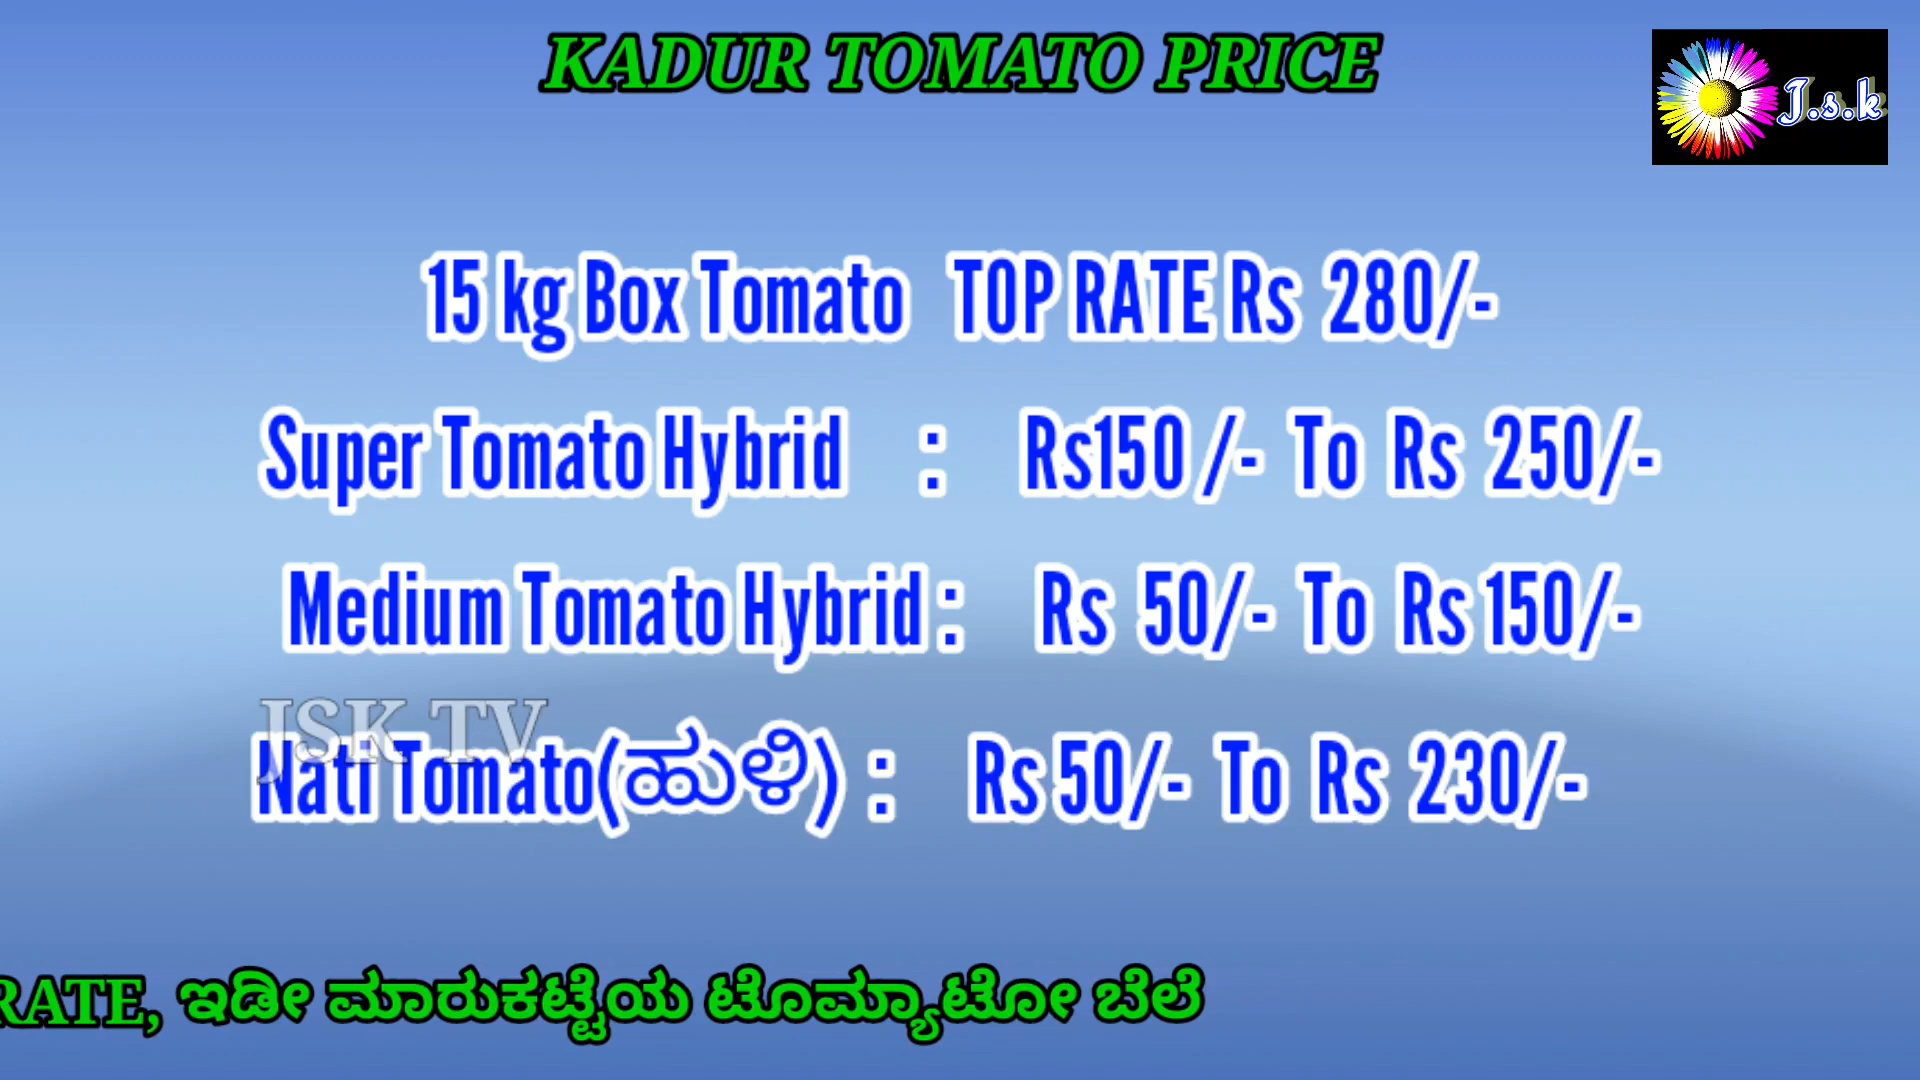 KADUR TOMATO PRICE
J.s.k
15 kg Box Tomato TOP RATE Rs 280/-
Super Tomato Hybrid : Rs150 /- To Rs 250/-
Medium Tomato Hybrid : Rs 50/- To Rs 150/-
JSK TV
Nati Tomato(ಹುಳಿ) : Rs 50/- To Rs 230/-
RATE, ಇಡೀ ಮಾರುಕಟ್ಟೆಯ ಟೊಮ್ಯಾಟೋ ಬೆಲೆ